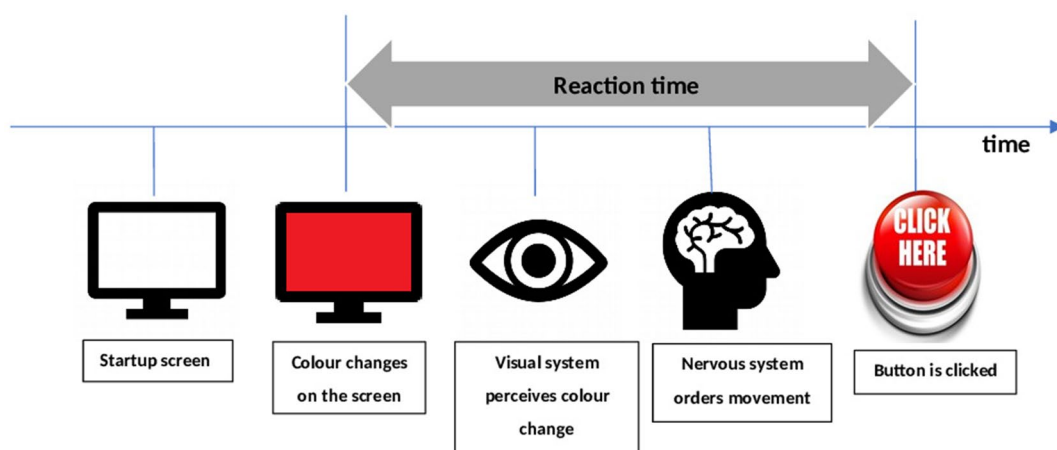 Reaction time
time
CLICK
HERE
Startup screen
Colour changes
on the screen
Visual system
perceives colour
change
Nervous system
orders movement
Button is clicked